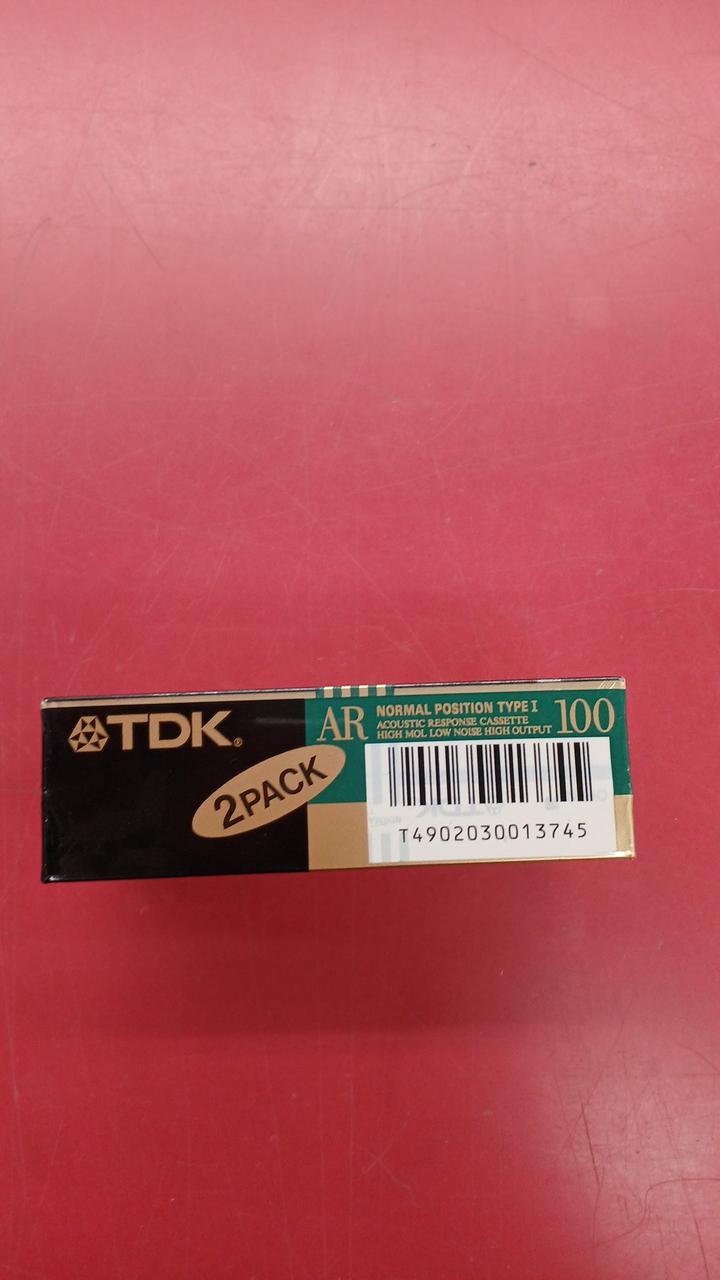 TDK®
2PACK
AR
NORMAL POSITION TYPE I
ACOUSTIC RESPONSE CASSETTE
HIGH MOL LOW NOISE HIGH OUTPUT
100
T4902030013745